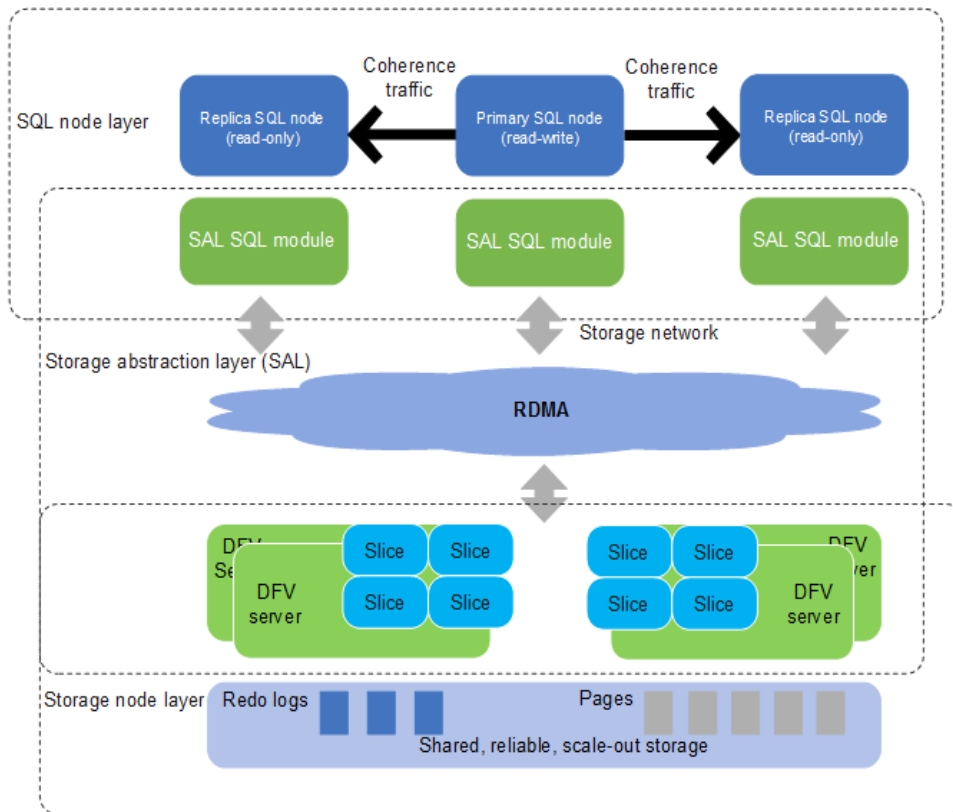 Coherence
traffic
Coherence
traffic
SQL node layer
Replica SQL node
(read-only)
Primary SQL node
(read-write)
Replica SQL node
(read-only)
SAL SQL module
SAL SQL module
SAL SQL module
Storage network
Storage abstraction layer (SAL)
RDMA
Slice
Slice
Slice
Slice
DFV
server
Slice
Slice
Slice
Slice
DFV
server
DFV
Storage node layer
Redo logs
Pages
Shared, reliable, scale-out storage